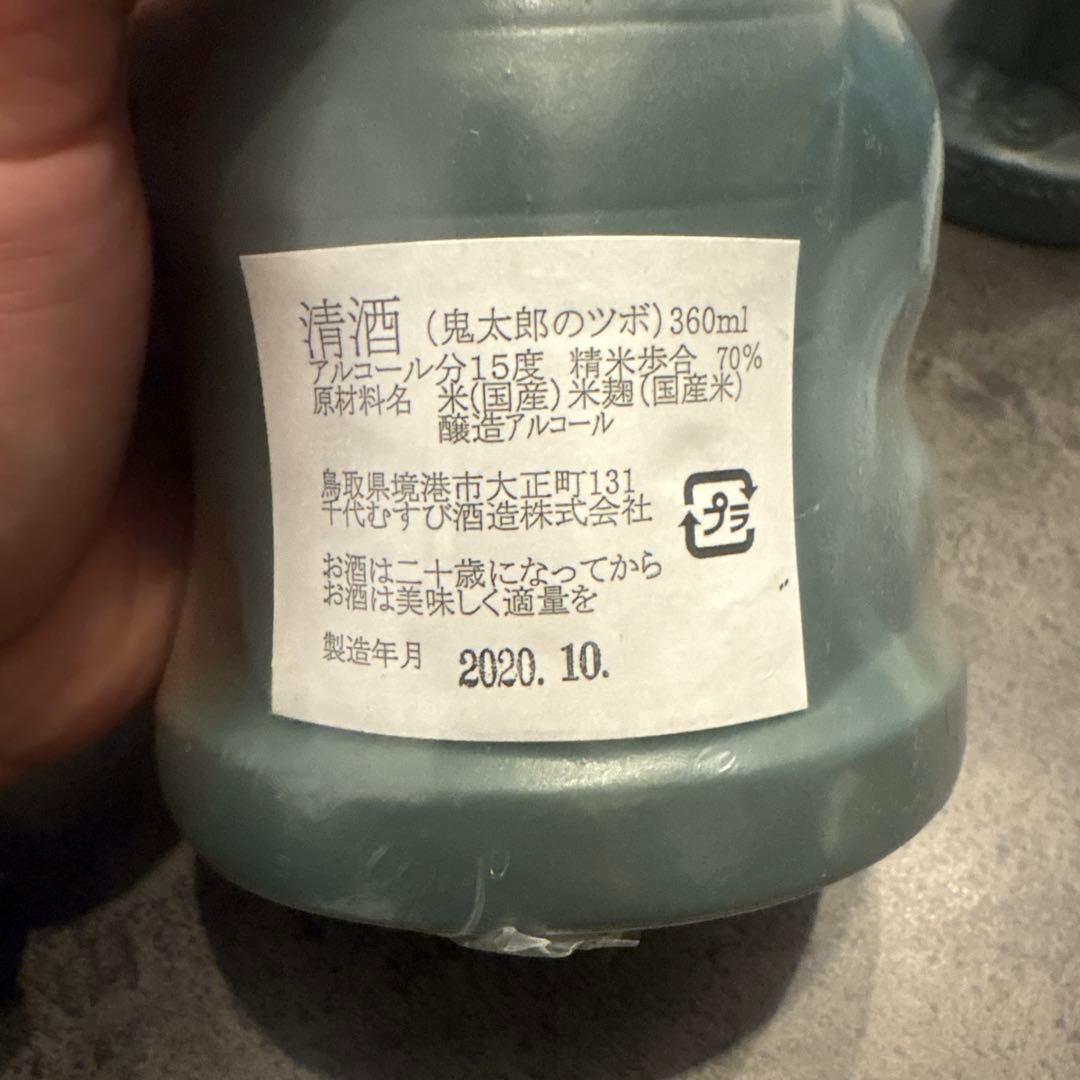 清酒 (鬼太郎のツボ) 360ml
アルコール分15度 精米歩合 70%
原材料名 米(国産) 米麹(国産米)
醸造アルコール
鳥取県境港市大正町131
千代むすび酒造株式会社
プラ
お酒は二十歳になってから
お酒は美味しく適量を
製造年月 2020. 10.